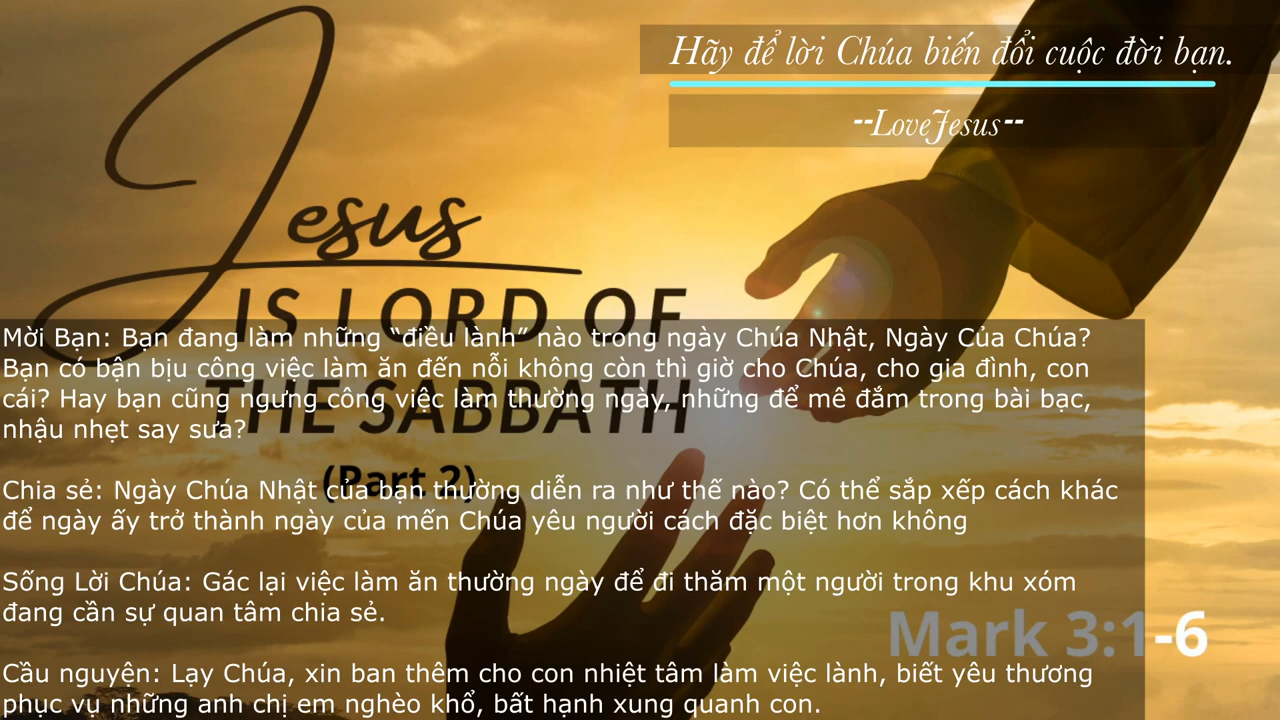 Hãy để lời Chúa biến đổi cuộc đời bạn.
--LoveJesus--
Jesus
IS LORD OF
THE SABBATH
(Part 2)
Mời Bạn: Bạn đang làm những “điều lành” nào trong ngày Chúa Nhật, Ngày Của Chúa?
Bạn có bận bịu công việc làm ăn đến nỗi không còn thì giờ cho Chúa, cho gia đình, con
cái? Hay bạn cũng ngưng công việc làm thường ngày, những để mê đắm trong bài bạc,
nhậu nhẹt say sưa?
Chia sẻ: Ngày Chúa Nhật của bạn thường diễn ra như thế nào? Có thể sắp xếp cách khác
để ngày ấy trở thành ngày của mến Chúa yêu người cách đặc biệt hơn không
Sống Lời Chúa: Gác lại việc làm ăn thường ngày để đi thăm một người trong khu xóm
đang cần sự quan tâm chia sẻ.
Mark 3:1-6
Cầu nguyện: Lạy Chúa, xin ban thêm cho con nhiệt tâm làm việc lành, biết yêu thương
phục vụ những anh chị em nghèo khổ, bất hạnh xung quanh con.